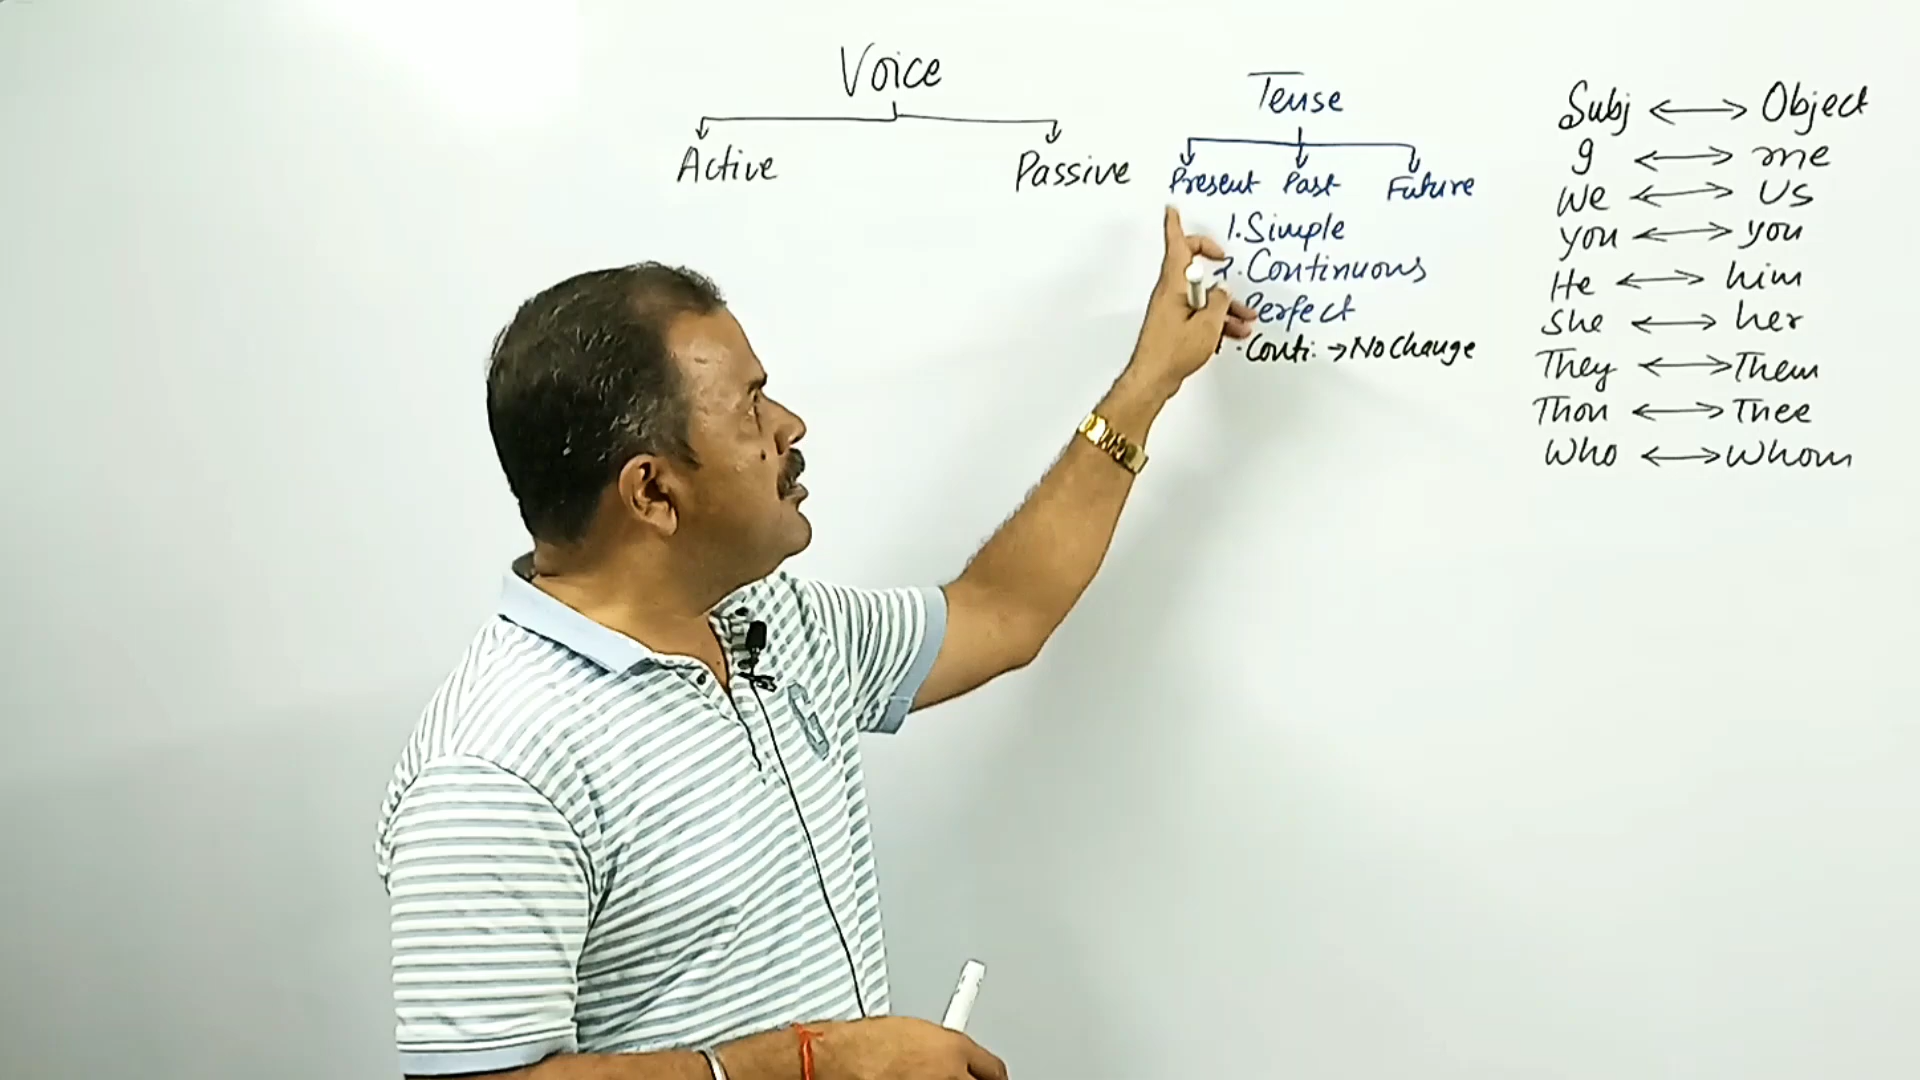 Voice
Active Passive
Tense
Present Past Future
1. Simple
2. Continuous
Perfect
Conti: → No Change
Subj ↔ Object
I ↔ me
We ↔ us
you ↔ you
He ↔ him
She ↔ her
They ↔ Them
Thou ↔ Thee
Who ↔ Whom